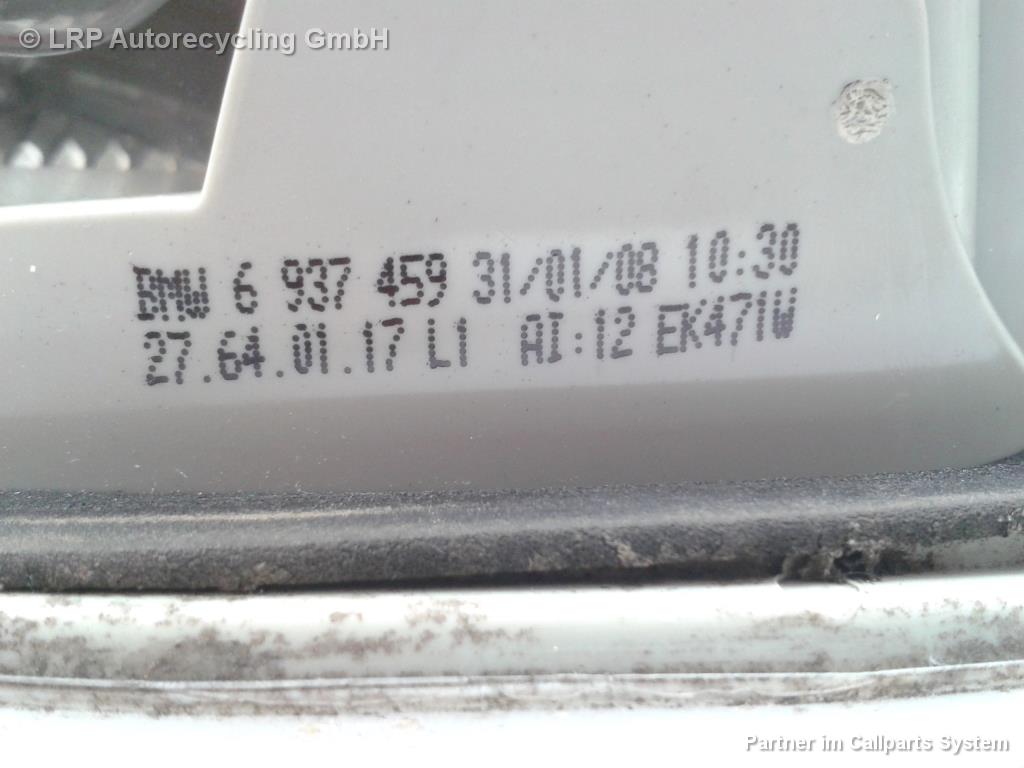 © LRP Autorecycling GmbH
BMW 6 937 459 31/01/08 10:30
27.64.01.17 L1 AI:12 EK471W
Partner im Callparts System